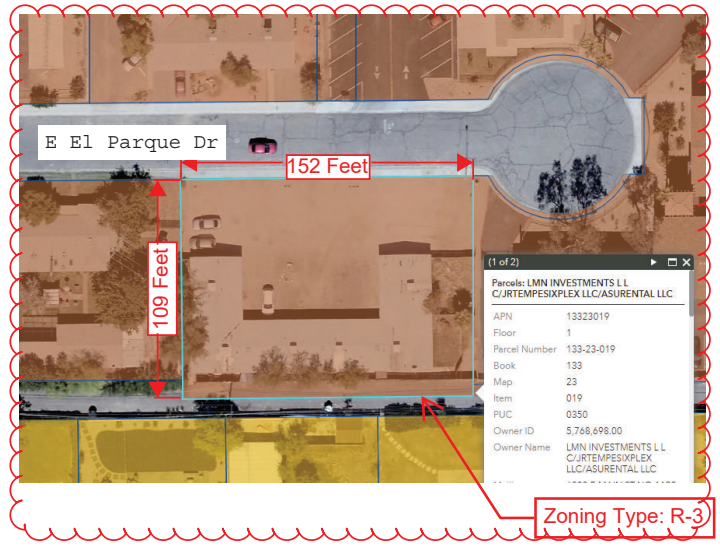 E El Parque Dr
152 Feet
109 Feet
(1 of 2)
Parcels: LMN INVESTMENTS L L
C/JRTEMPESIXPLEX LLC/ASURENTAL LLC
APN 13323019
Floor 1
Parcel Number 133-23-019
Book 133
Map 23
Item 019
PUC 0350
Owner ID 5,768,698.00
Owner Name LMN INVESTMENTS L L
C/JRTEMPESIXPLEX
LLC/ASURENTAL LLC
Zoning Type: R-3